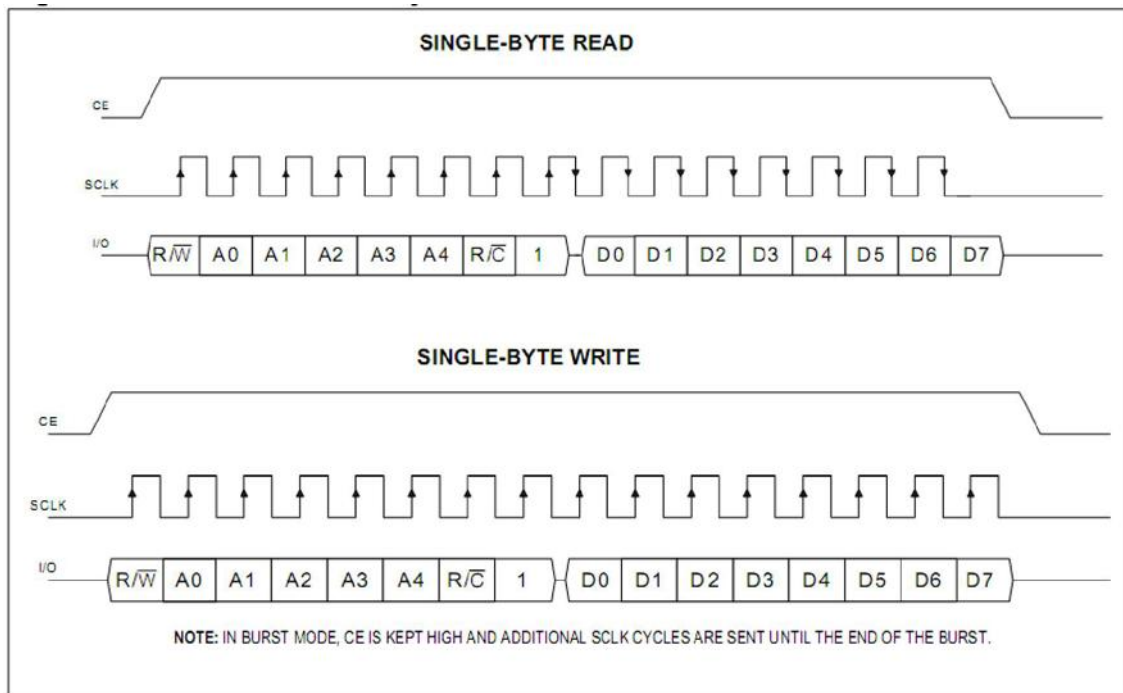 SINGLE-BYTE READ
CE
SCLK
I/O
R/W̅ A0 A1 A2 A3 A4 R/C̅ 1 D0 D1 D2 D3 D4 D5 D6 D7
SINGLE-BYTE WRITE
CE
SCLK
I/O
R/W̅ A0 A1 A2 A3 A4 R/C̅ 1 D0 D1 D2 D3 D4 D5 D6 D7
NOTE: IN BURST MODE, CE IS KEPT HIGH AND ADDITIONAL SCLK CYCLES ARE SENT UNTIL THE END OF THE BURST.